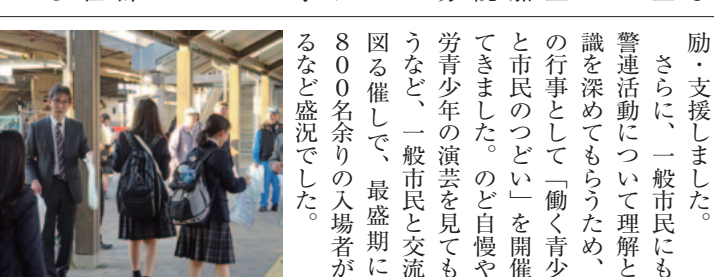 励・支援しました。
さらに、一般市民にも
警連活動について理解と
識を深めてもらうため、
の行事として「働く青少
と市民のつどい」を開催
てきました。のど自慢や
労青少年の演芸を見ても
うなど、一般市民と交流
図る催しで、最盛期に
８００名余りの入場者が
るなど盛況でした。